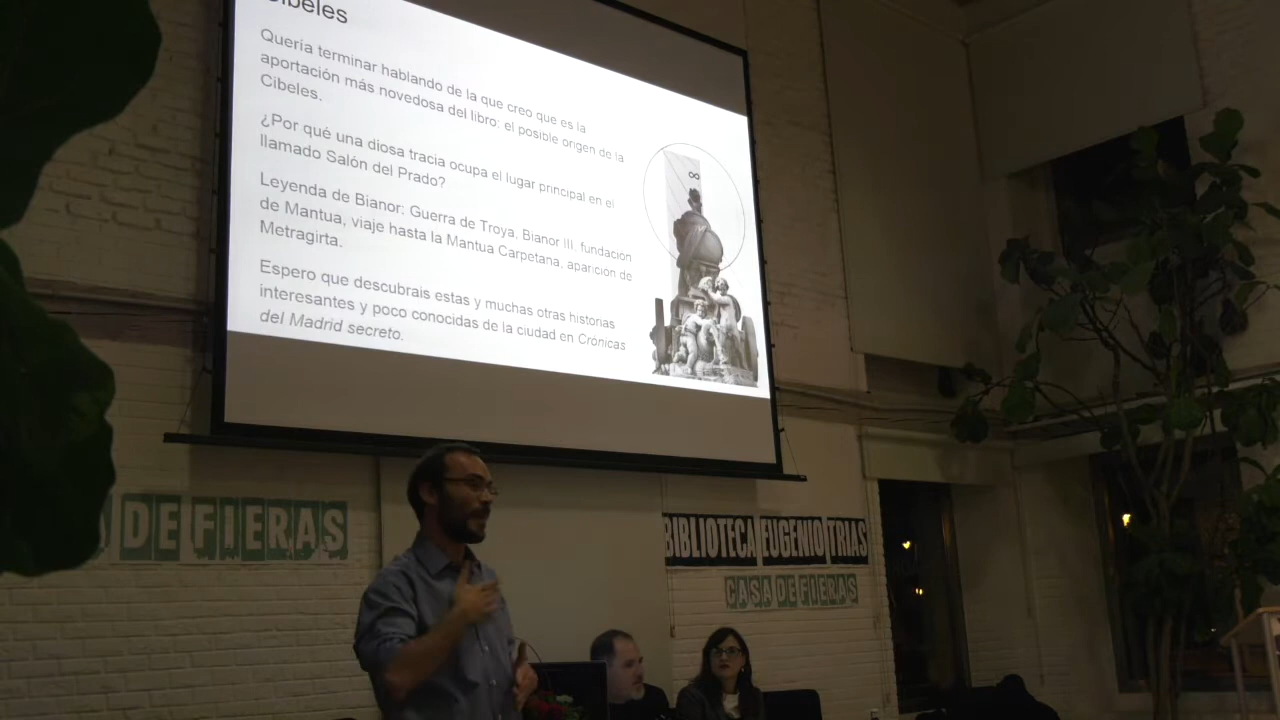 Cibeles
Quería terminar hablando de la que creo que es la
aportación más novedosa del libro: el posible origen de la
Cibeles.
¿Por qué una diosa tracia ocupa el lugar principal en el
llamado Salón del Prado?
Leyenda de Bianor: Guerra de Troya, Bianor III, fundación
de Mantua, viaje hasta la Mantua Carpetana, aparición de
Metragirta.
Espero que descubrais estas y muchas otras historias
interesantes y poco conocidas de la ciudad en Crónicas
del Madrid secreto.
∞
DE FIERAS
BIBLIOTECA EUGENIO TRIAS
CASA DE FIERAS